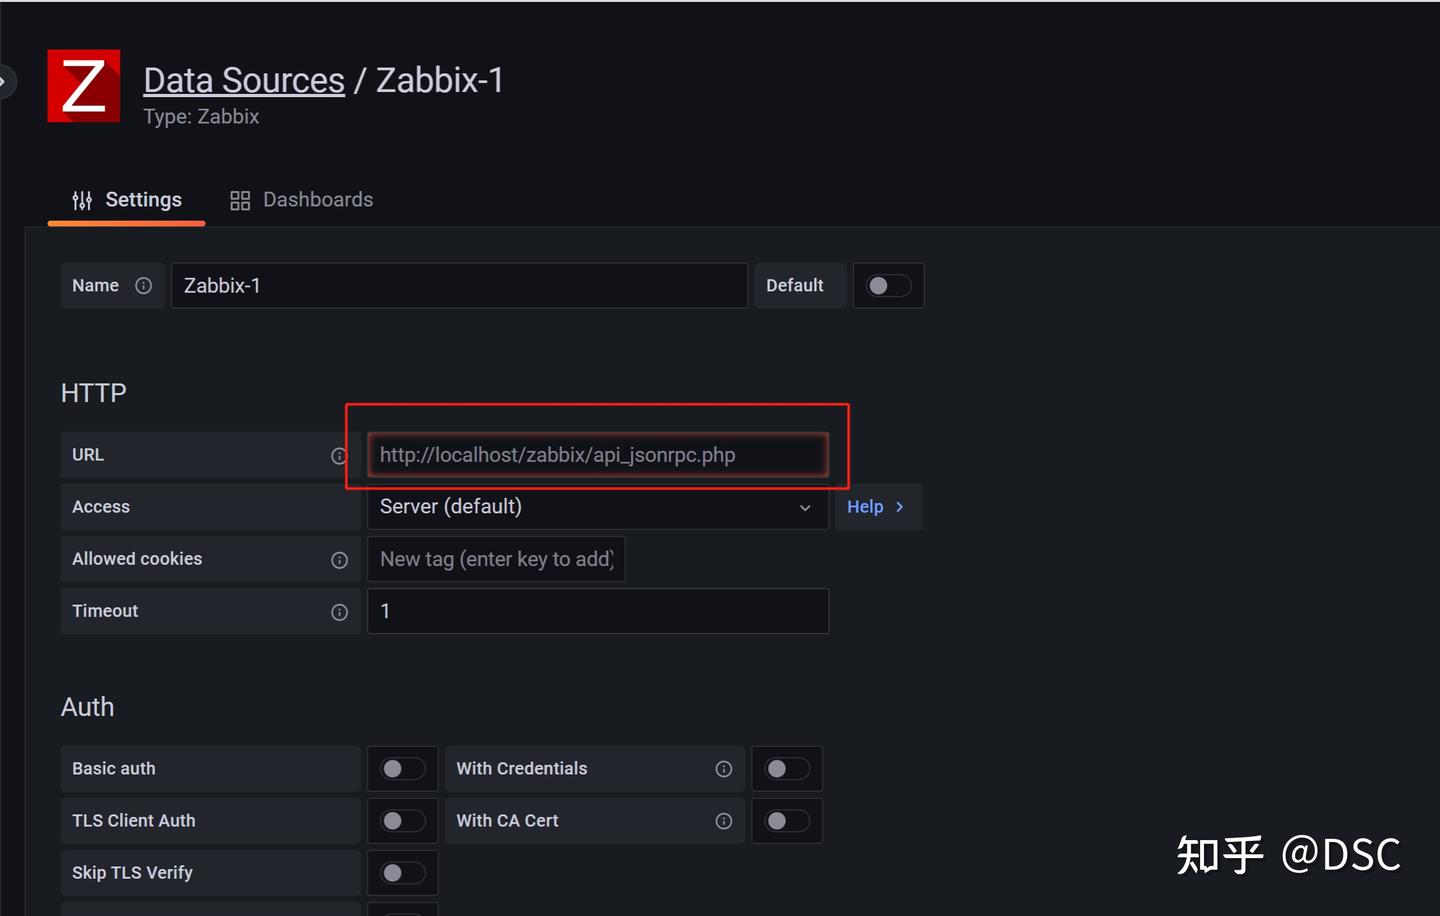 Z
Data Sources / Zabbix-1
Type: Zabbix
Settings
Dashboards
Name
Zabbix-1
Default
HTTP
URL
http://localhost/zabbix/api_jsonrpc.php
Access
Server (default)
Help
Allowed cookies
New tag (enter key to add)
Timeout
1
Auth
Basic auth
With Credentials
TLS Client Auth
With CA Cert
Skip TLS Verify
知乎 @DSC